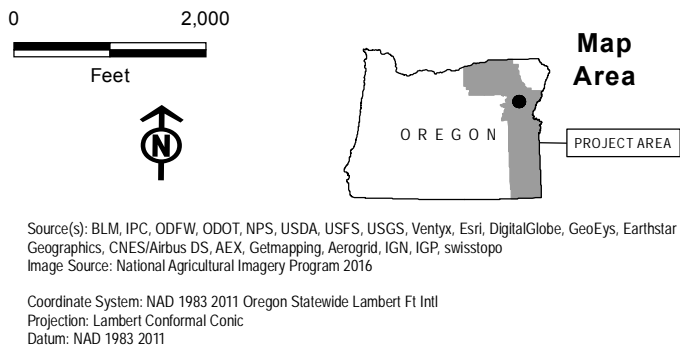 0 2,000
Feet
N
Map
Area
OREGON
PROJECT AREA
Source(s): BLM, IPC, ODFW, ODOT, NPS, USDA, USFS, USGS, Ventyx, Esri, DigitalGlobe, GeoEys, Earthstar
Geographics, CNES/Airbus DS, AEX, Getmapping, Aerogrid, IGN, IGP, swisstopo
Image Source: National Agricultural Imagery Program 2016
Coordinate System: NAD 1983 2011 Oregon Statewide Lambert Ft Intl
Projection: Lambert Conformal Conic
Datum: NAD 1983 2011